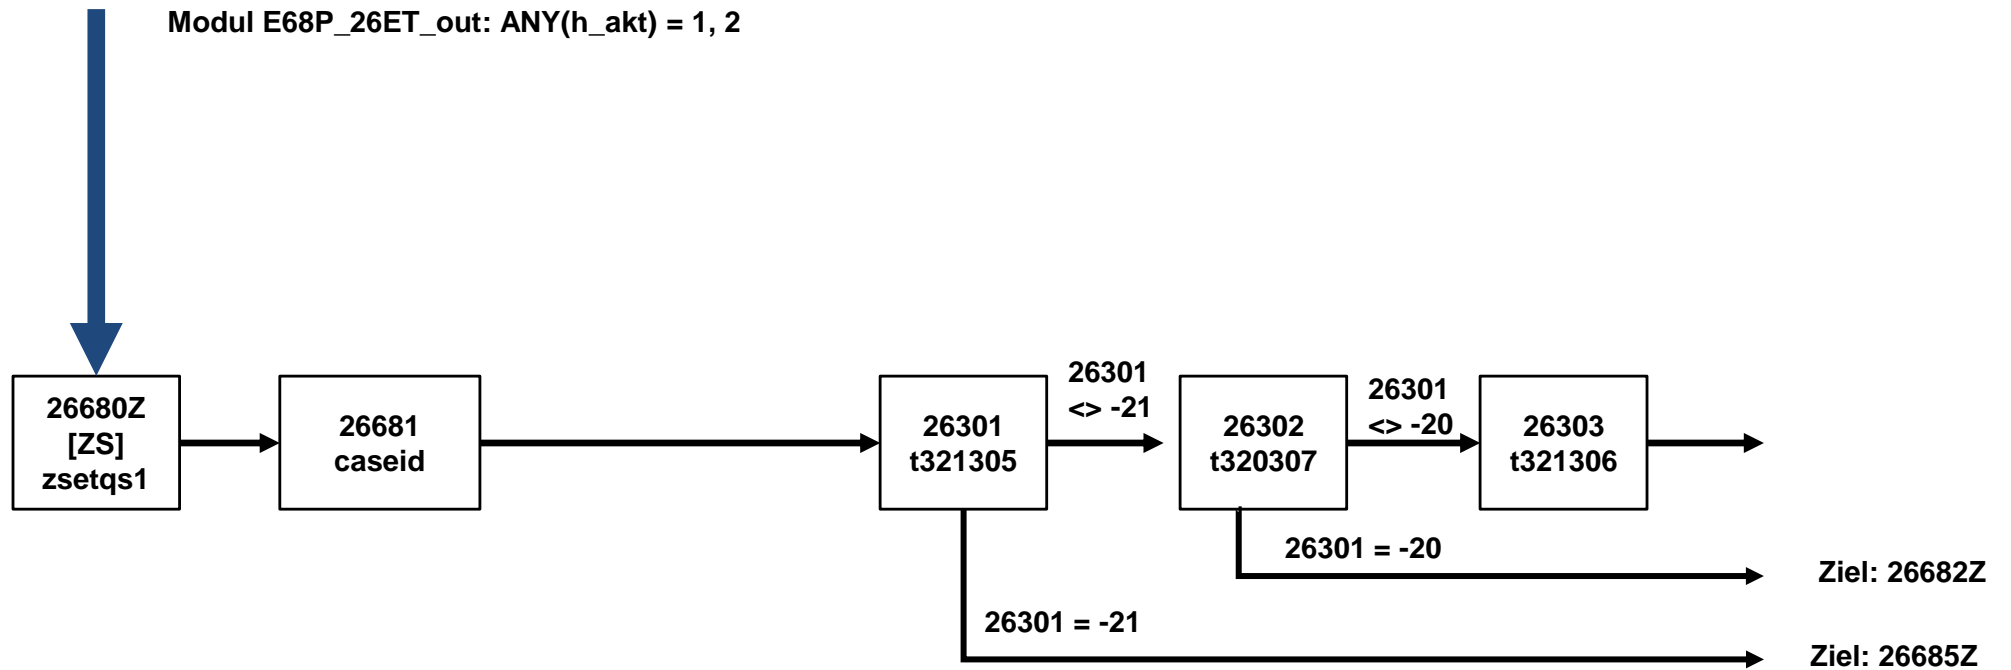 Modul E68P_26ET_out: ANY(h_akt) = 1, 2
26680Z
[ZS]
zsetqs1
26681
caseid
26301
t321305
26301
<> -21
26302
t320307
26301
<> -20
26303
t321306
26301 = -20
Ziel: 26682Z
26301 = -21
Ziel: 26685Z